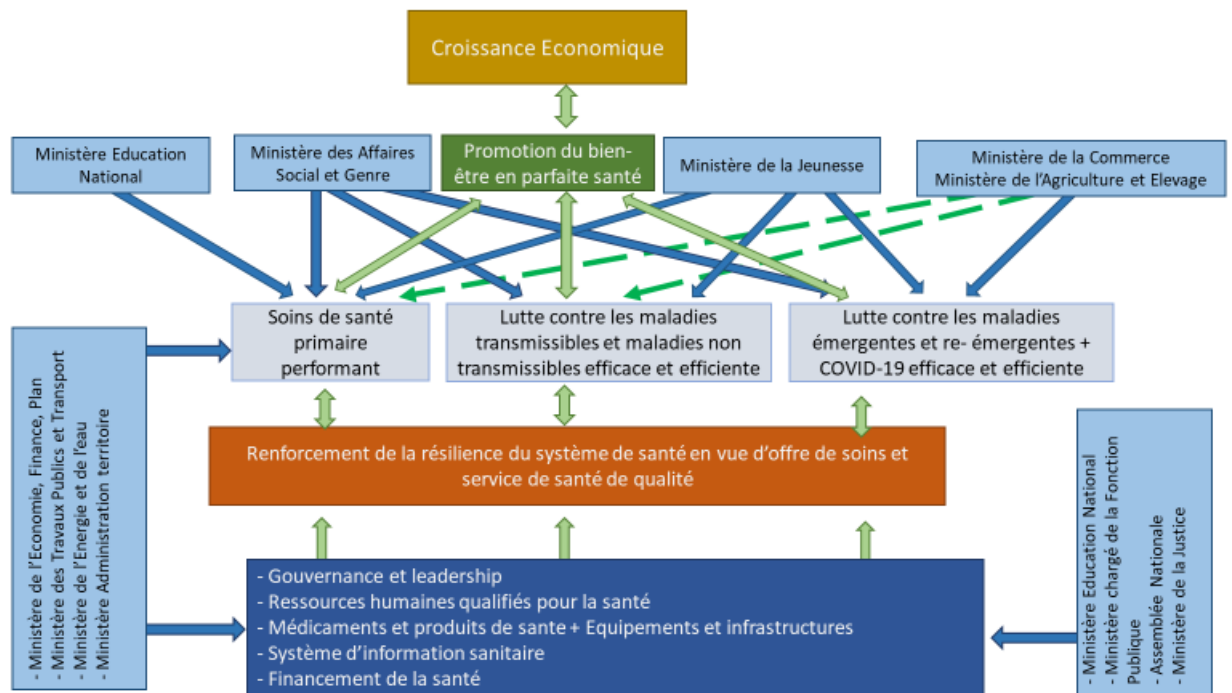 Croissance Economique
Ministère Education
National
Ministère des Affaires
Social et Genre
Promotion du bien-
être en parfaite santé
Ministère de la Jeunesse
Ministère de la Commerce
Ministère de l'Agriculture et Elevage
Soins de santé
primaire
performant
Lutte contre les maladies
transmissibles et maladies non
transmissibles efficace et efficiente
Lutte contre les maladies
émergentes et re- émergentes +
COVID-19 efficace et efficiente
- Ministère de l'Economie, Finance, Plan
- Ministère des Travaux Publics et Transport
- Ministère de l'Energie et de l'eau
- Ministère Administration territoire
Renforcement de la résilience du système de santé en vue d'offre de soins et
service de santé de qualité
- Gouvernance et leadership
- Ressources humaines qualifiés pour la santé
- Médicaments et produits de sante + Equipements et infrastructures
- Système d'information sanitaire
- Financement de la santé
- Ministère Education National
- Ministère chargé de la Fonction
Publique
- Assemblée Nationale
- Ministère de la Justice